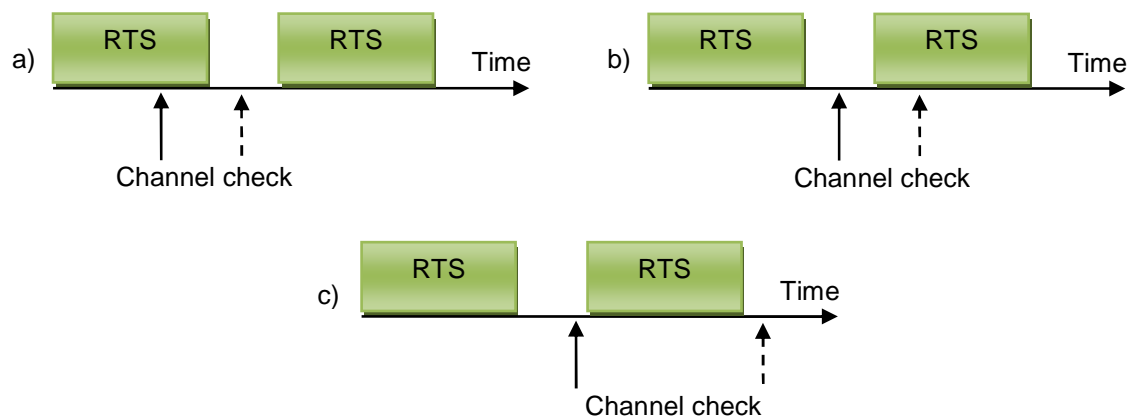 a) RTS RTS Time
Channel check
b) RTS RTS Time
Channel check
c) RTS RTS Time
Channel check